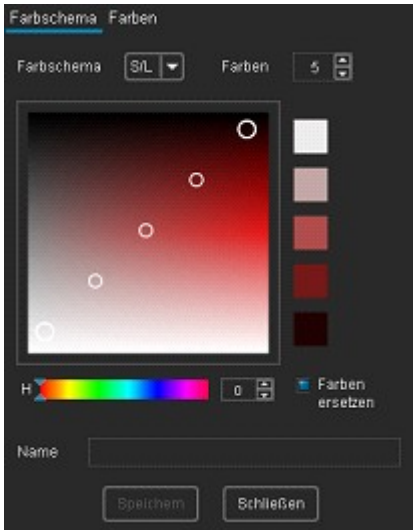 Farbschema Farben
Farbschema S/L Farben 5
H 0 Farben
ersetzen
Name
Speichern Schließen